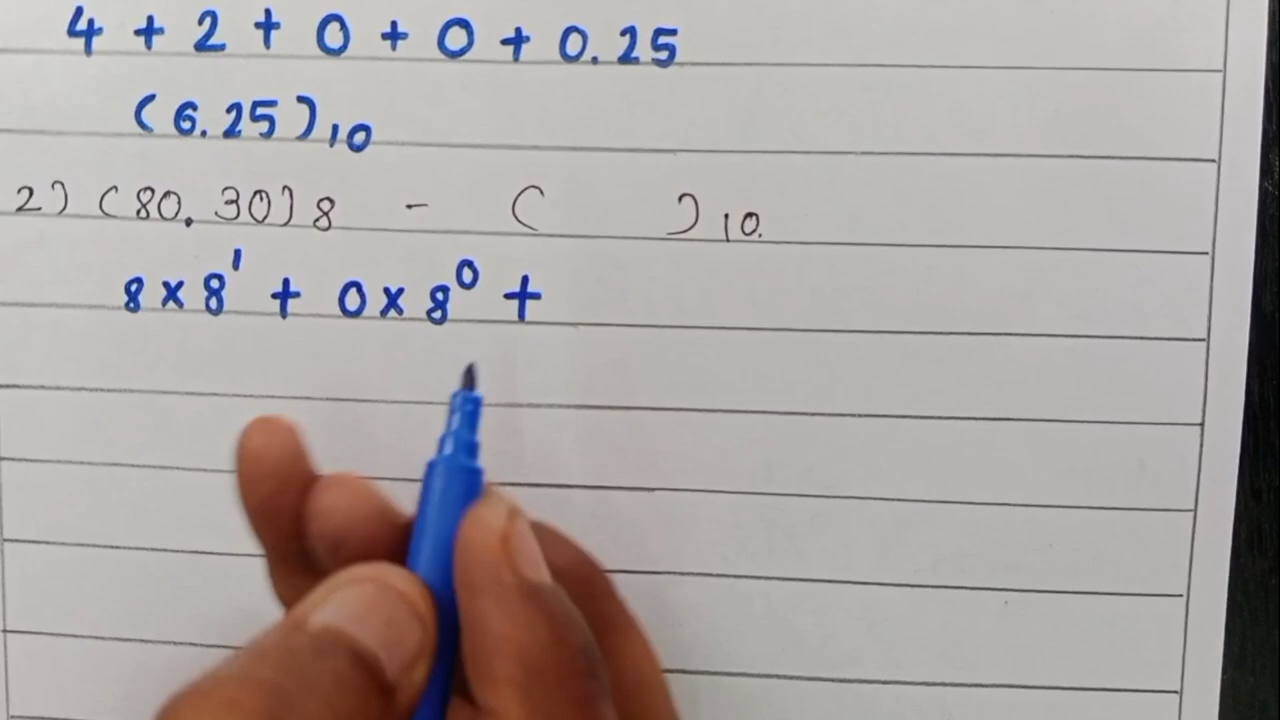 4 + 2 + 0 + 0 + 0.25
(6.25)₁₀
2) (80.30)₈ - ( )₁₀.
8 × 8¹ + 0 × 8⁰ +